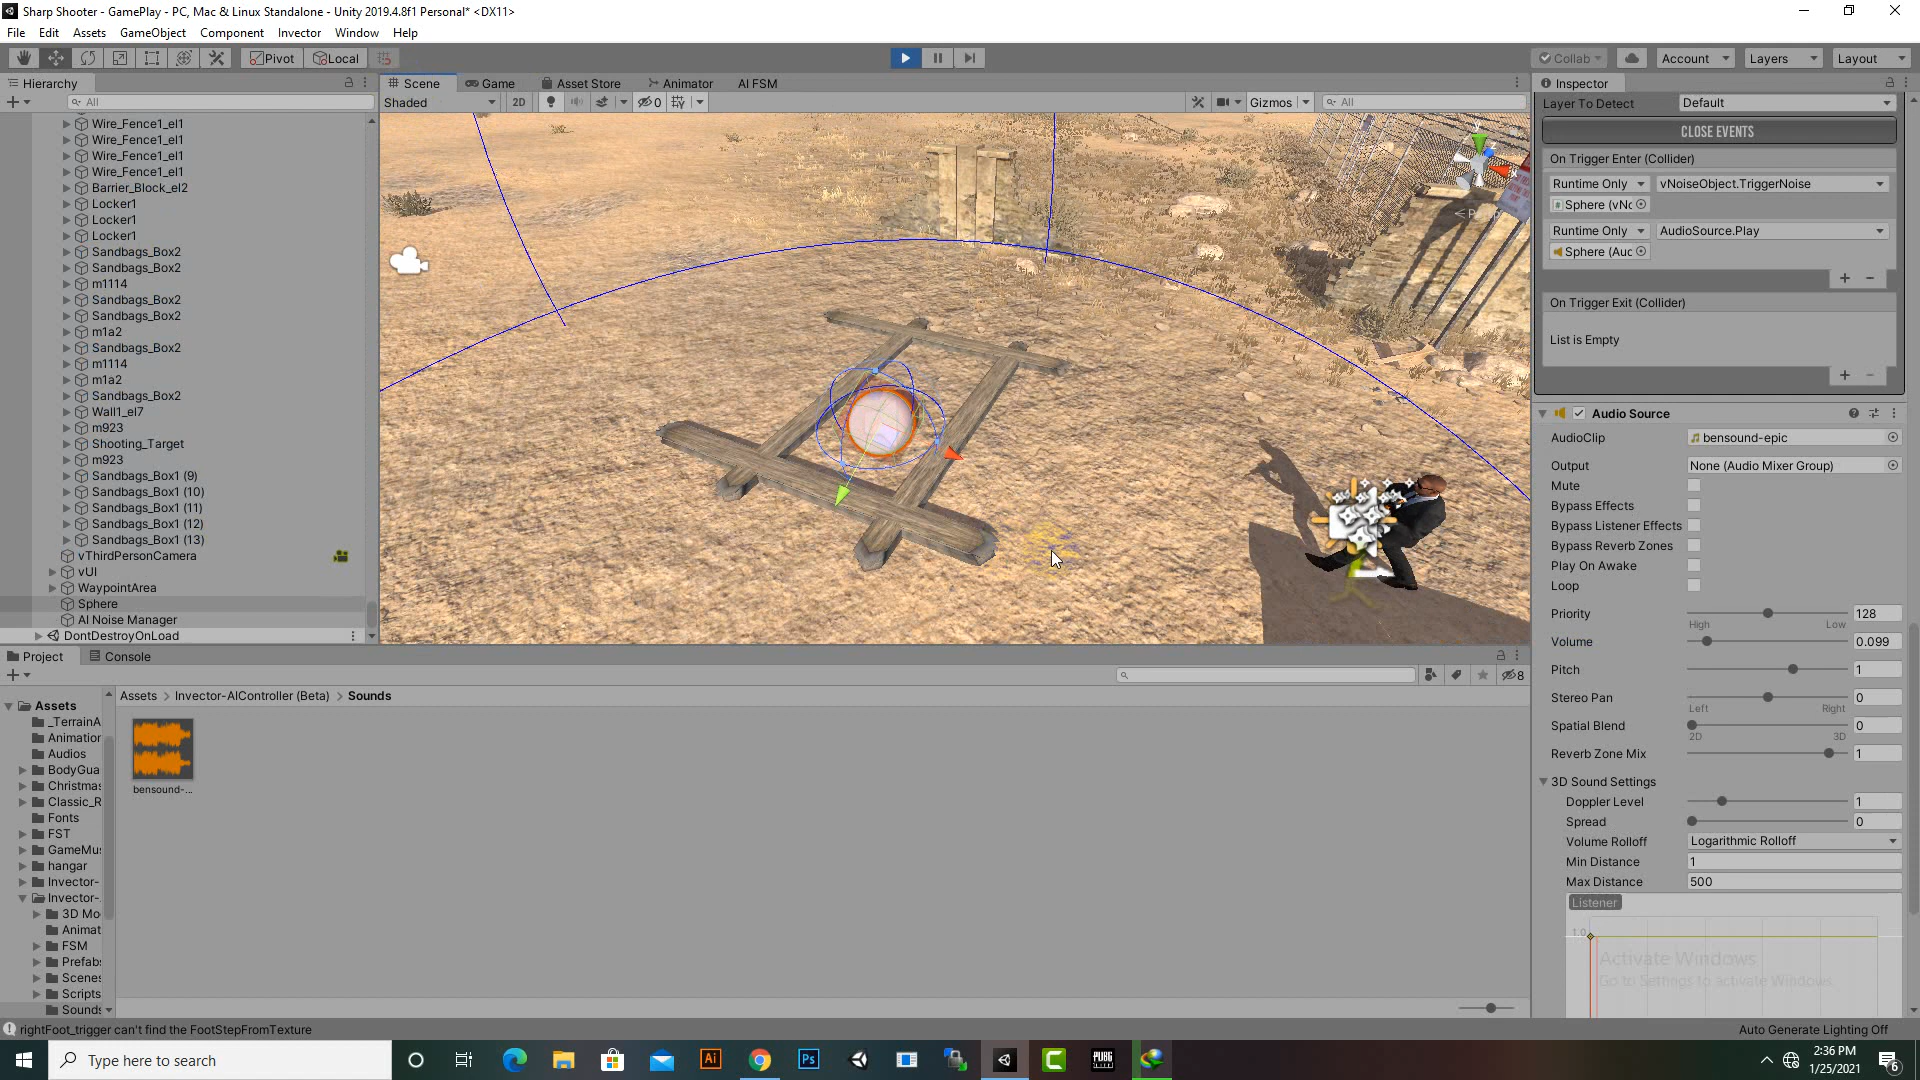 Sharp Shooter - GamePlay - PC, Mac & Linux Standalone - Unity 2019.4.8f1 Personal* <DX11>
File Edit Assets GameObject Component Invector Window Help
Pivot Local Collab Account Layers Layout
Hierarchy
All
Wire_Fence1_el1
Wire_Fence1_el1
Wire_Fence1_el1
Wire_Fence1_el1
Barrier_Block_el2
Locker1
Locker1
Locker1
Sandbags_Box2
Sandbags_Box2
m1114
Sandbags_Box2
Sandbags_Box2
m1a2
Sandbags_Box2
m1114
m1a2
Sandbags_Box2
Wall1_el7
m923
Shooting_Target
m923
Sandbags_Box1 (9)
Sandbags_Box1 (10)
Sandbags_Box1 (11)
Sandbags_Box1 (12)
Sandbags_Box1 (13)
vThirdPersonCamera
vUI
WaypointArea
Sphere
AI Noise Manager
DontDestroyOnLoad
Scene Game Asset Store Animator AI FSM
Shaded 2D 0 Gizmos All
Inspector
Layer To Detect Default
CLOSE EVENTS
On Trigger Enter (Collider)
Runtime Only vNoiseObject.TriggerNoise
Sphere (vNc
Runtime Only AudioSource.Play
Sphere (Auc
+ -
On Trigger Exit (Collider)
List is Empty
+ -
Audio Source
AudioClip bensound-epic
Output None (Audio Mixer Group)
Mute
Bypass Effects
Bypass Listener Effects
Bypass Reverb Zones
Play On Awake
Loop
Priority 128
High Low
Volume 0.099
Pitch 1
Stereo Pan 0
Left Right
Spatial Blend 0
2D 3D
Reverb Zone Mix 1
3D Sound Settings
Doppler Level 1
Spread 0
Volume Rolloff Logarithmic Rolloff
Min Distance 1
Max Distance 500
Listener
1.0
Activate Windows
Go to Settings to activate Windows.
Project Console
8
Assets > Invector-AIController (Beta) > Sounds
Assets
_TerrainA
Animation
Audios
BodyGua
Christmas
Classic_R
Fonts
FST
GameMus
hangar
Invector-
Invector-
3D Mo
Animat
FSM
Prefabs
Scenes
Scripts
Sounds
bensound-...
rightFoot_trigger can't find the FootStepFromTexture
Auto Generate Lighting Off
Type here to search
Ai
Ps
PUBG
2:36 PM
1/25/2021
6